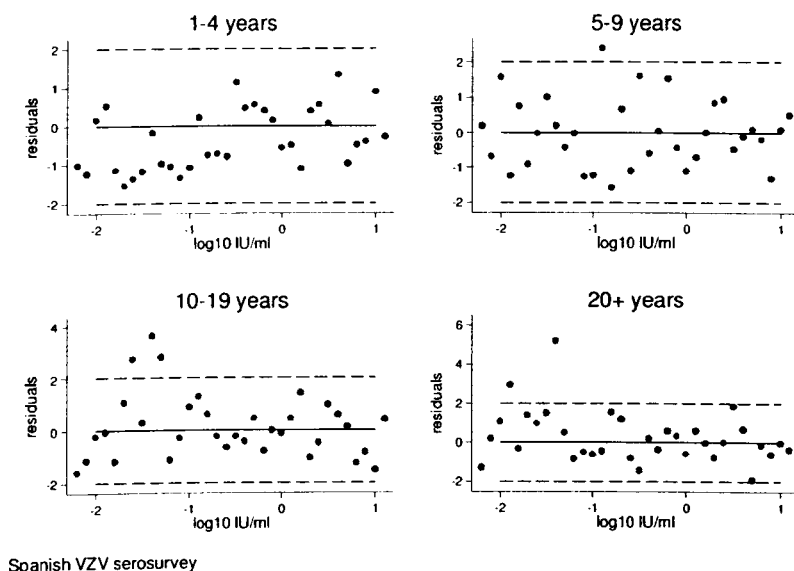 1-4 years
5-9 years
residuals
2
1
0
-1
-2
-2
-1
0
1
log10 IU/ml
residuals
2
1
0
-1
-2
-2
-1
0
1
log10 IU/ml
10-19 years
20+ years
residuals
4
2
0
-2
-2
-1
0
1
log10 IU/ml
residuals
6
4
2
0
-2
-2
-1
0
1
log10 IU/ml
Spanish VZV serosurvey